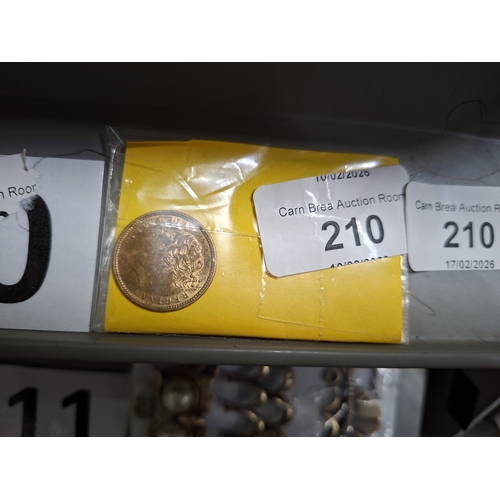 n Roor
0
10/02/2026
Carn Brea Auction Room
210
Carn Brea Auction R
210
17/02/2026
11